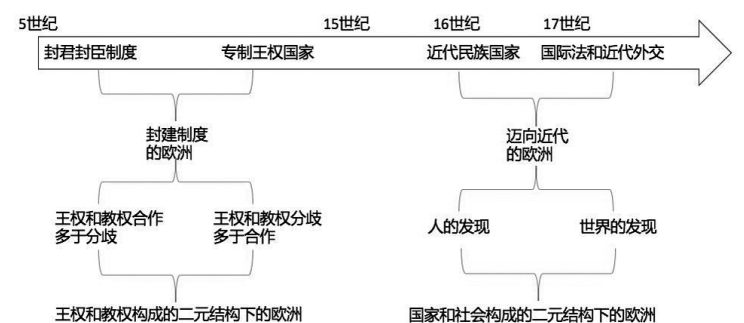 5世纪
15世纪
16世纪
17世纪
封君封臣制度
专制王权国家
近代民族国家
国际法和近代外交
封建制度
的欧洲
迈向近代
的欧洲
王权和教权合作
多于分歧
王权和教权分歧
多于合作
人的发现
世界的发现
王权和教权构成的二元结构下的欧洲
国家和社会构成的二元结构下的欧洲